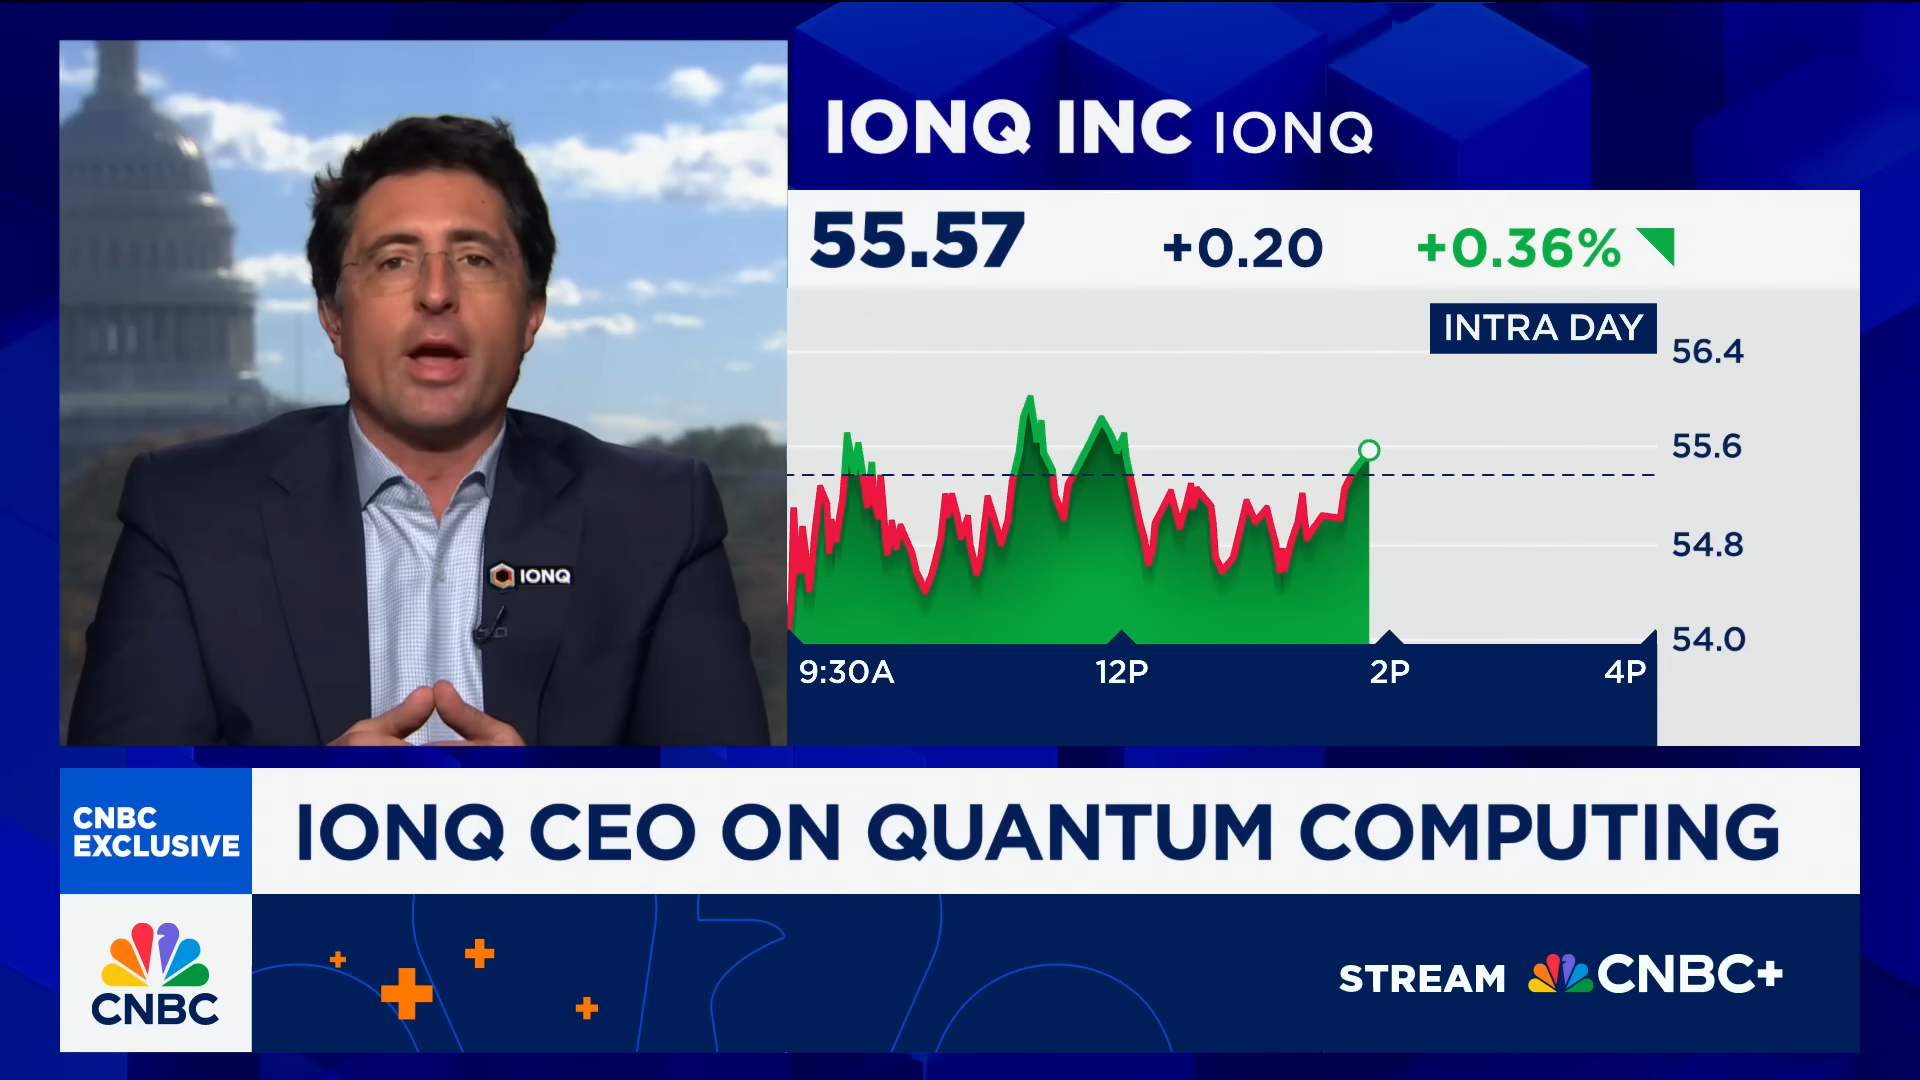 IONQ INC IONQ
55.57 +0.20 +0.36%
INTRA DAY
56.4
55.6
54.8
54.0
9:30A 12P 2P 4P
IONQ
CNBC
EXCLUSIVE
IONQ CEO ON QUANTUM COMPUTING
CNBC
STREAM CNBC+